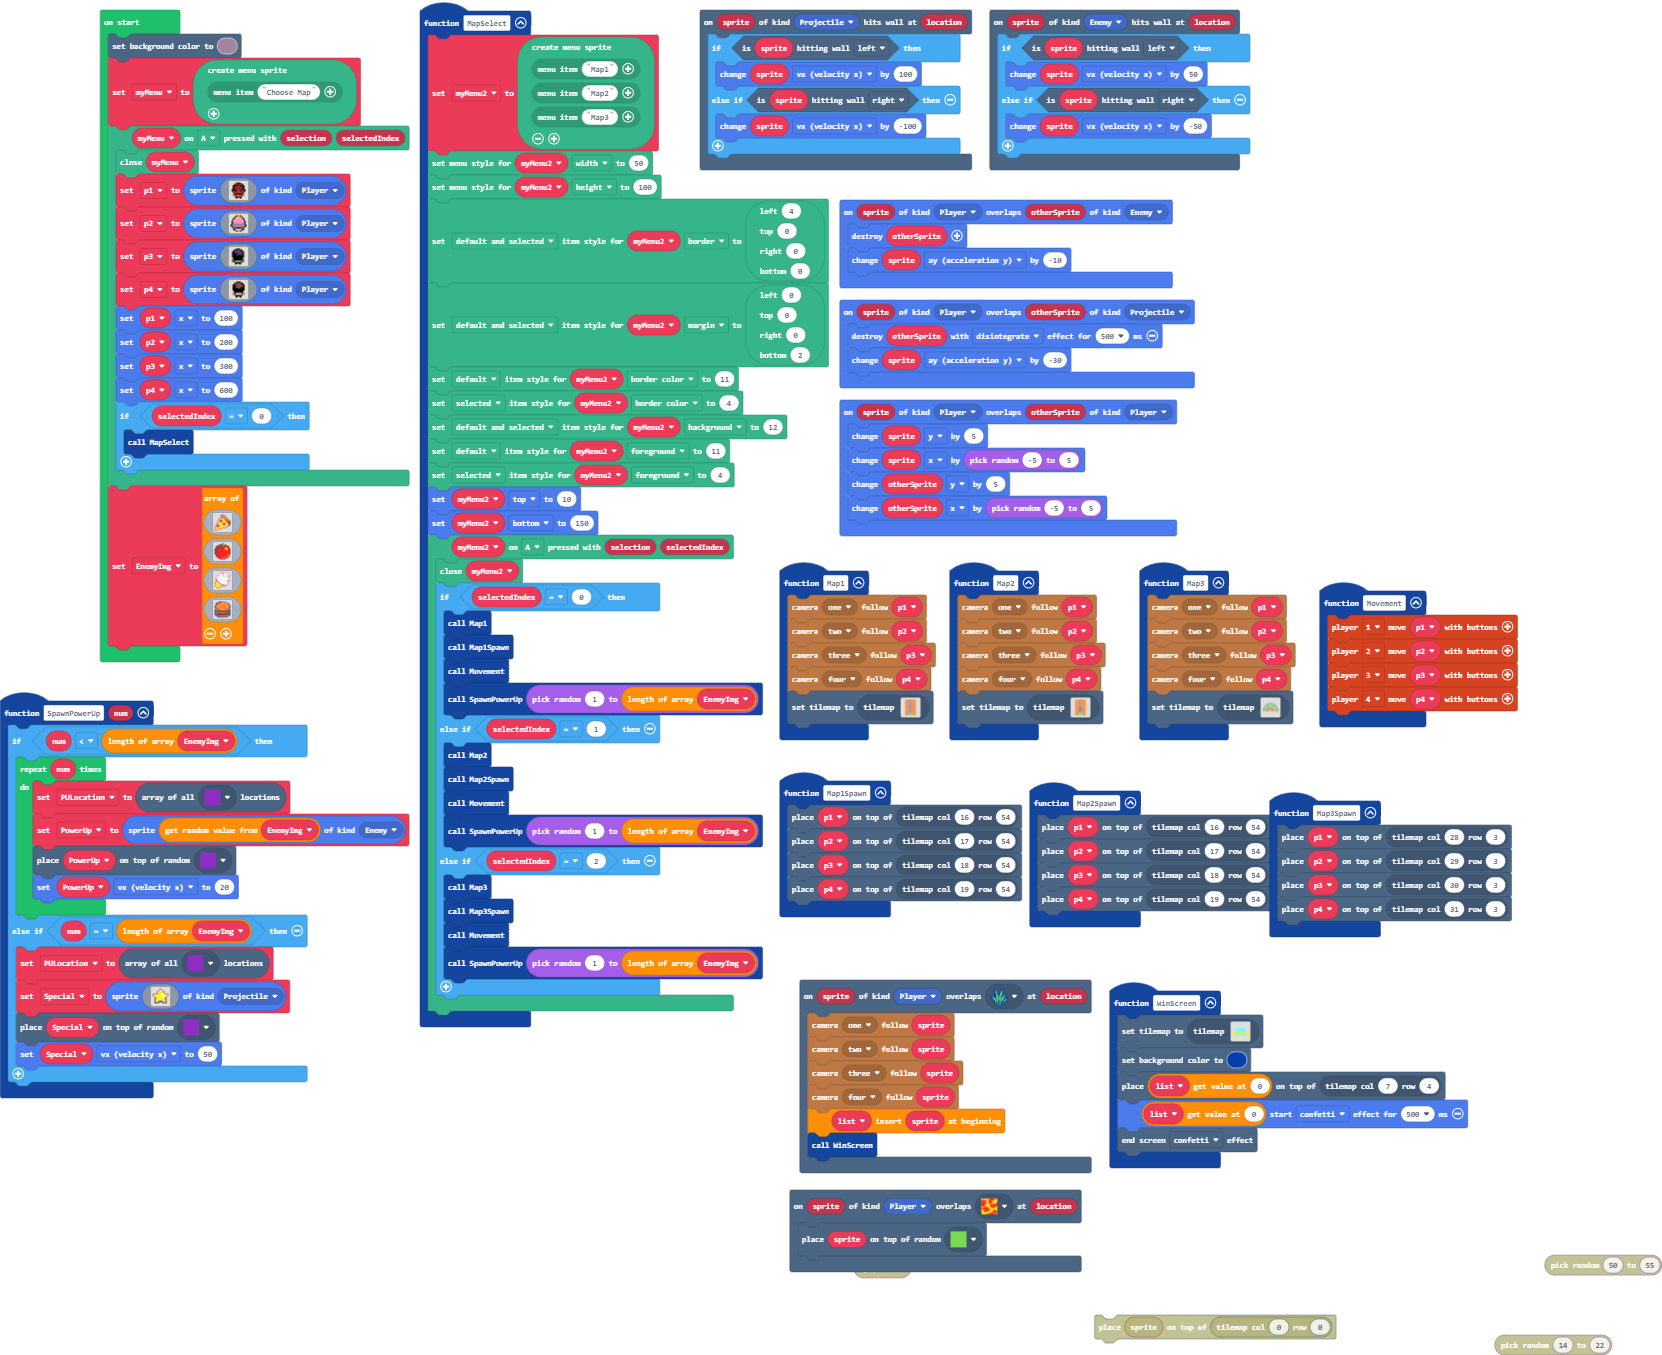 on start
set background color to
set myMenu to create menu sprite
menu item "Choose Map"
myMenu on A pressed with selection selectedIndex
close myMenu
set p1 to sprite of kind Player
set p2 to sprite of kind Player
set p3 to sprite of kind Player
set p4 to sprite of kind Player
set p1 x to 100
set p2 x to 200
set p3 x to 300
set p4 x to 600
if selectedIndex = 0 then
call MapSelect
set EnemyImg to array of
function SpawnPowerUp num
if num < length of array EnemyImg then
repeat num times
do
set PULocation to array of all locations
set PowerUp to sprite get random value from EnemyImg of kind Enemy
place PowerUp on top of random
set PowerUp vx (velocity x) to 20
else if num = length of array EnemyImg then
set PULocation to array of all locations
set Special to sprite of kind Projectile
place Special on top of random
set Special vx (velocity x) to 50
function MapSelect
set myMenu2 to create menu sprite
menu item "Map1"
menu item "Map2"
menu item "Map3"
set menu style for myMenu2 width to 50
set menu style for myMenu2 height to 100
set default and selected item style for myMenu2 border to
left 4
top 0
right 0
bottom 0
set default and selected item style for myMenu2 margin to
left 0
top 0
right 0
bottom 2
set default item style for myMenu2 border color to 11
set selected item style for myMenu2 border color to 4
set default and selected item style for myMenu2 background to 12
set default item style for myMenu2 foreground to 11
set selected item style for myMenu2 foreground to 4
set myMenu2 top to 10
set myMenu2 bottom to 150
myMenu2 on A pressed with selection selectedIndex
close myMenu2
if selectedIndex = 0 then
call Map1
call Map1Spawn
call Movement
call SpawnPowerUp pick random 1 to length of array EnemyImg
else if selectedIndex = 1 then
call Map2
call Map2Spawn
call Movement
call SpawnPowerUp pick random 1 to length of array EnemyImg
else if selectedIndex = 2 then
call Map3
call Map3Spawn
call Movement
call SpawnPowerUp pick random 1 to length of array EnemyImg
on sprite of kind Projectile hits wall at location
if is sprite hitting wall left then
change sprite vx (velocity x) by 100
else if is sprite hitting wall right then
change sprite vx (velocity x) by -100
on sprite of kind Enemy hits wall at location
if is sprite hitting wall left then
change sprite vx (velocity x) by 50
else if is sprite hitting wall right then
change sprite vx (velocity x) by -50
on sprite of kind Player overlaps otherSprite of kind Enemy
destroy otherSprite
change sprite ay (acceleration y) by -10
on sprite of kind Player overlaps otherSprite of kind Projectile
destroy otherSprite with disintegrate effect for 500 ms
change sprite ay (acceleration y) by -30
on sprite of kind Player overlaps otherSprite of kind Player
change sprite y by 5
change sprite x by pick random -5 to 5
change otherSprite y by 5
change otherSprite x by pick random -5 to 5
function Map1
camera one follow p1
camera two follow p2
camera three follow p3
camera four follow p4
set tilemap to tilemap
function Map2
camera one follow p1
camera two follow p2
camera three follow p3
camera four follow p4
set tilemap to tilemap
function Map3
camera one follow p1
camera two follow p2
camera three follow p3
camera four follow p4
set tilemap to tilemap
function Movement
player 1 move p1 with buttons
player 2 move p2 with buttons
player 3 move p3 with buttons
player 4 move p4 with buttons
function Map1Spawn
place p1 on top of tilemap col 16 row 54
place p2 on top of tilemap col 17 row 54
place p3 on top of tilemap col 18 row 54
place p4 on top of tilemap col 19 row 54
function Map2Spawn
place p1 on top of tilemap col 16 row 54
place p2 on top of tilemap col 17 row 54
place p3 on top of tilemap col 18 row 54
place p4 on top of tilemap col 19 row 54
function Map3Spawn
place p1 on top of tilemap col 28 row 3
place p2 on top of tilemap col 29 row 3
place p3 on top of tilemap col 30 row 3
place p4 on top of tilemap col 31 row 3
on sprite of kind Player overlaps at location
camera one follow sprite
camera two follow sprite
camera three follow sprite
camera four follow sprite
list insert sprite at beginning
call WinScreen
function WinScreen
set tilemap to tilemap
set background color to
place list get value at 0 on top of tilemap col 7 row 4
list get value at 0 start confetti effect for 500 ms
end screen confetti effect
on sprite of kind Player overlaps at location
place sprite on top of random
pick random 50 to 55
place sprite on top of tilemap col 0 row 0
pick random 14 to 22